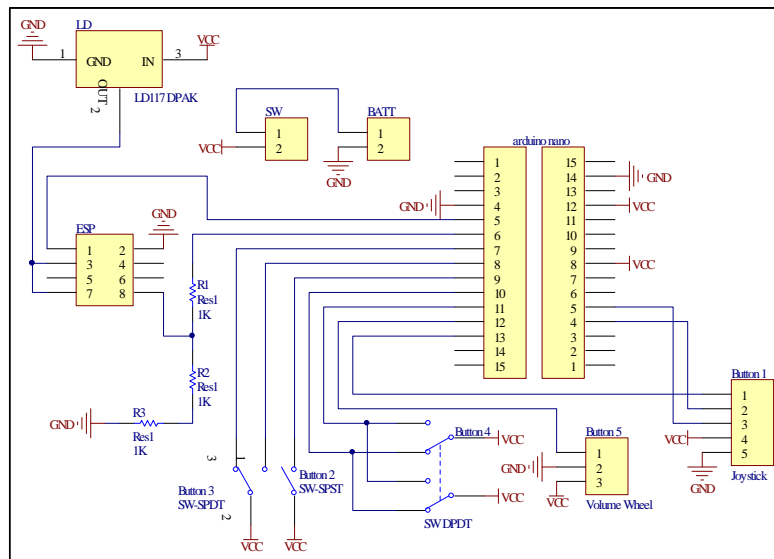 GND
LD
1
GND
IN
3
VCC
OUT
2
LD117 DPAK
SW
1
2
VCC
BATT
1
2
GND
arduino nano
1
2
3
4
5
6
7
8
9
10
11
12
13
14
15
GND
15
14
13
12
11
10
9
8
7
6
5
4
3
2
1
GND
VCC
VCC
ESP
GND
1 2
3 4
5 6
7 8
R1
Res1
1K
R2
Res1
1K
R3
Res1
1K
GND
Button 3
SW-SPDT
3
1
2
VCC
Button 2
SW-SPST
VCC
Button 4
VCC
VCC
SW DPDT
Button 5
1
2
3
GND
VCC
Volume Wheel
Button 1
1
2
3
4
5
VCC
GND
Joystick